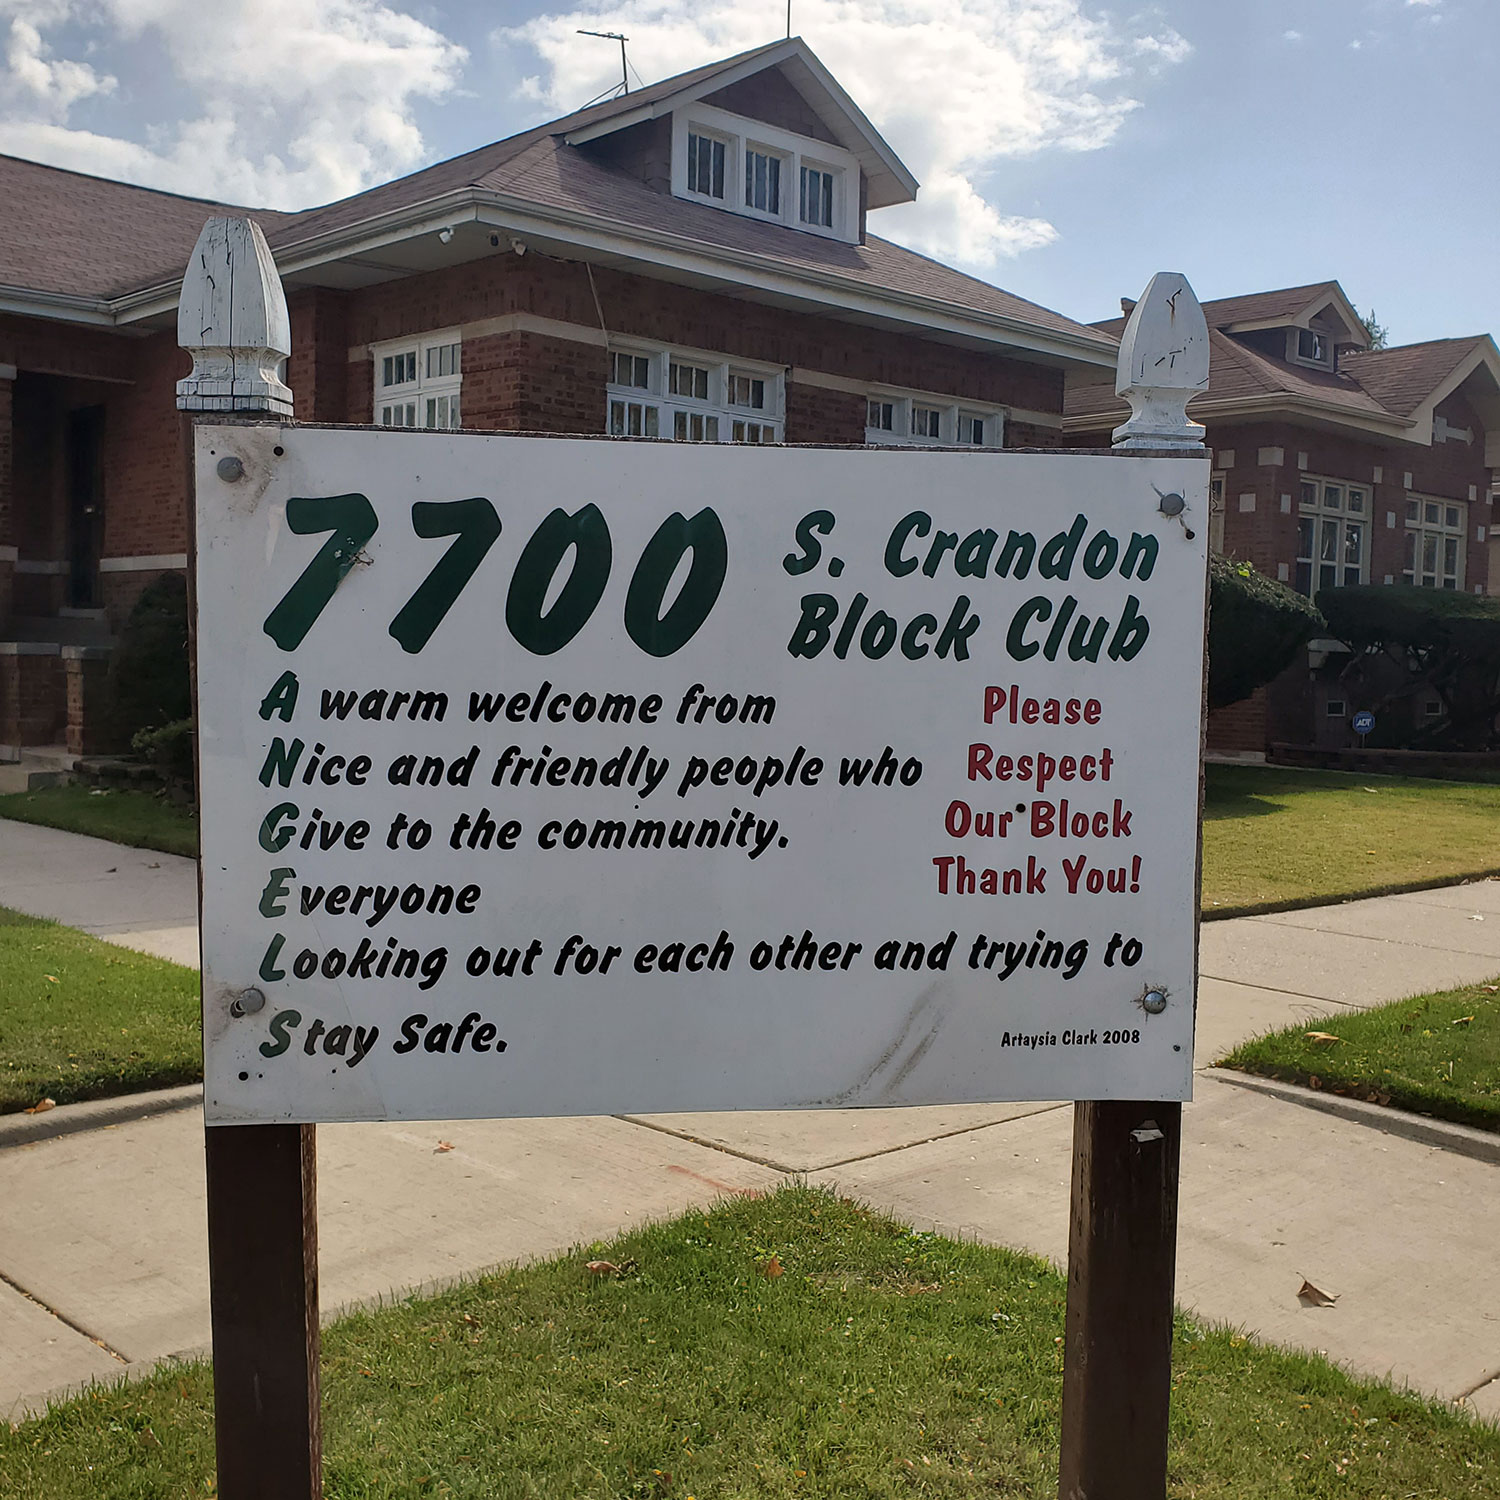 7700 S. Crandon
Block Club
A warm welcome from
Nice and friendly people who
Give to the community.
Everyone
Looking out for each other and trying to
Stay Safe.
Please
Respect
Our Block
Thank You!
Artaysia Clark 2008
ADT